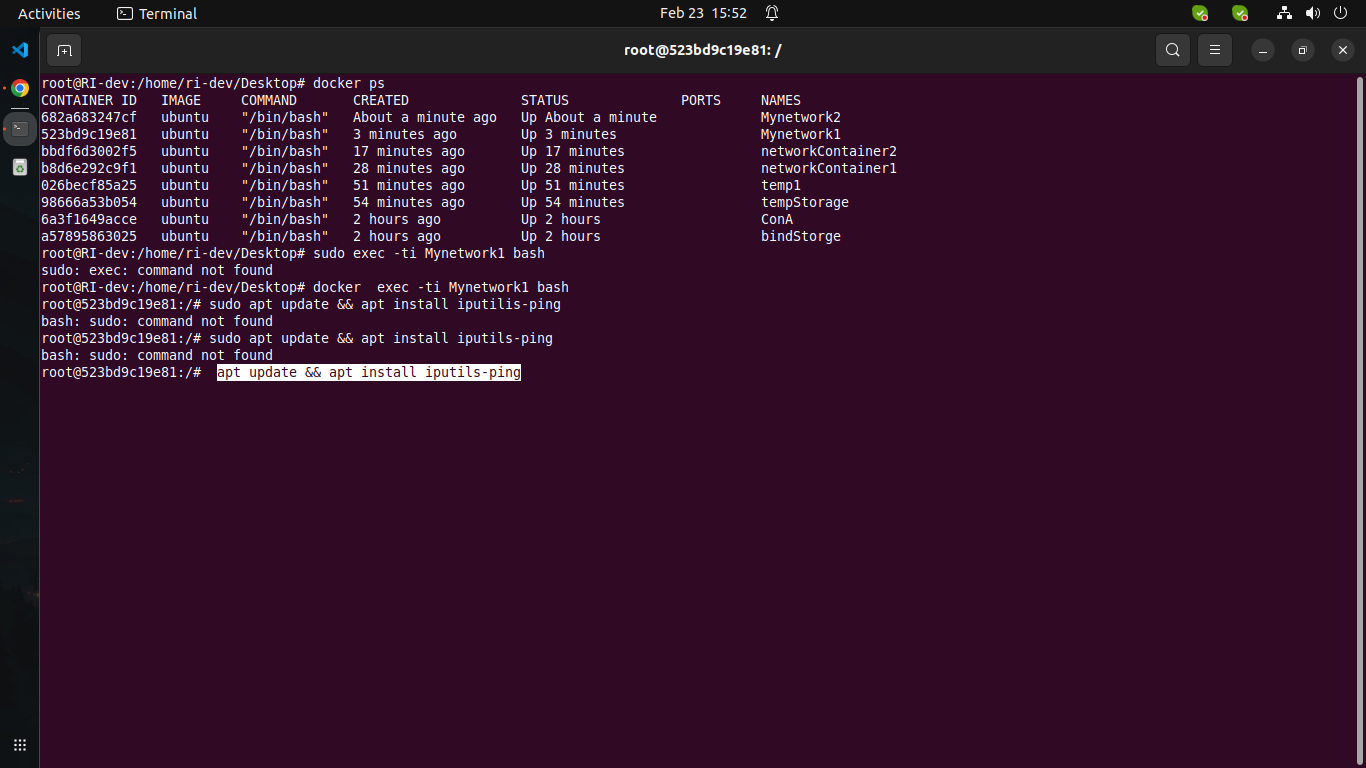 Activities Terminal Feb 23 15:52
root@523bd9c19e81: /
root@RI-dev:/home/ri-dev/Desktop# docker ps
CONTAINER ID   IMAGE     COMMAND       CREATED              STATUS              PORTS     NAMES
682a683247cf   ubuntu    "/bin/bash"   About a minute ago   Up About a minute             Mynetwork2
523bd9c19e81   ubuntu    "/bin/bash"   3 minutes ago        Up 3 minutes                  Mynetwork1
bbdf6d3002f5   ubuntu    "/bin/bash"   17 minutes ago       Up 17 minutes                 networkContainer2
b8d6e292c9f1   ubuntu    "/bin/bash"   28 minutes ago       Up 28 minutes                 networkContainer1
026becf85a25   ubuntu    "/bin/bash"   51 minutes ago       Up 51 minutes                 temp1
98666a53b054   ubuntu    "/bin/bash"   54 minutes ago       Up 54 minutes                 tempStorage
6a3f1649acce   ubuntu    "/bin/bash"   2 hours ago          Up 2 hours                    ConA
a57895863025   ubuntu    "/bin/bash"   2 hours ago          Up 2 hours                    bindStorge
root@RI-dev:/home/ri-dev/Desktop# sudo exec -ti Mynetwork1 bash
sudo: exec: command not found
root@RI-dev:/home/ri-dev/Desktop# docker  exec -ti Mynetwork1 bash
root@523bd9c19e81:/# sudo apt update && apt install iputilis-ping
bash: sudo: command not found
root@523bd9c19e81:/# sudo apt update && apt install iputils-ping
bash: sudo: command not found
root@523bd9c19e81:/#  apt update && apt install iputils-ping